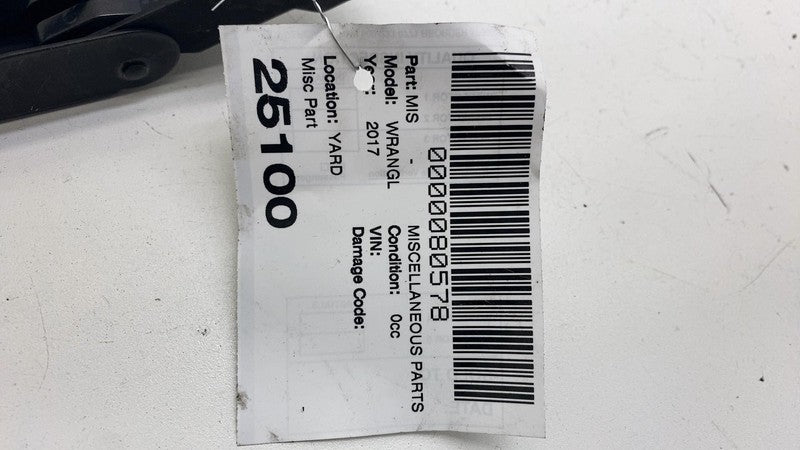 0000080578
Part: MIS - MISCELLANEOUS PARTS
Model: WRANGL Condition: 0cc
Year: 2017 VIN:
Damage Code:
Location: YARD
Misc Part
25100